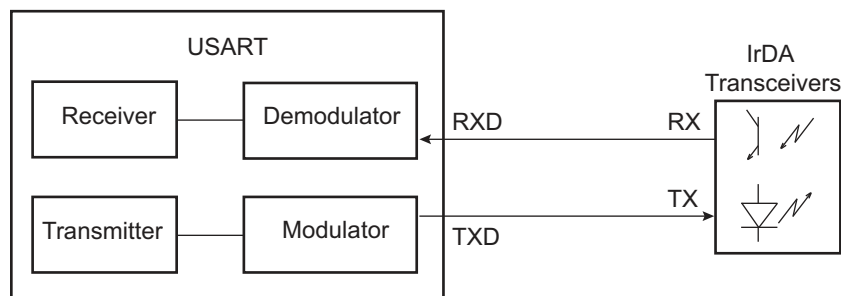 USART
IrDA
Transceivers
Receiver
Demodulator
RXD
RX
Transmitter
Modulator
TXD
TX